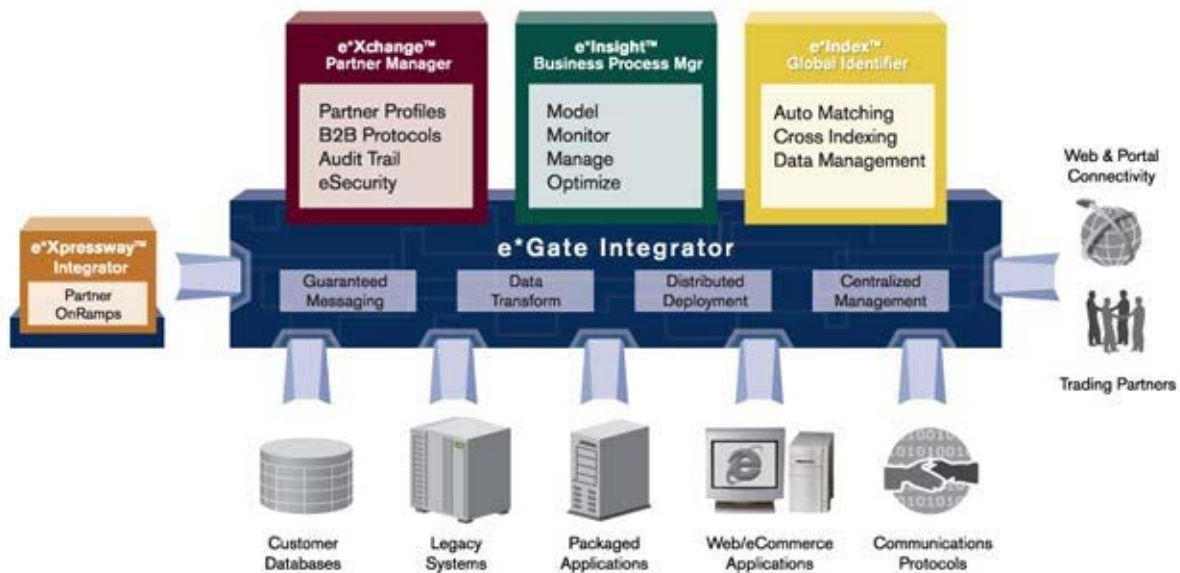 e*Xchange™
Partner Manager
Partner Profiles
B2B Protocols
Audit Trail
eSecurity
e*Insight™
Business Process Mgr
Model
Monitor
Manage
Optimize
e*Index™
Global Identifier
Auto Matching
Cross Indexing
Data Management
Web & Portal
Connectivity
e*Xpressway™
Integrator
Partner
OnRamps
e*Gate Integrator
Guaranteed
Messaging
Data
Transform
Distributed
Deployment
Centralized
Management
Trading Partners
Customer
Databases
Legacy
Systems
Packaged
Applications
Web/eCommerce
Applications
Communications
Protocols